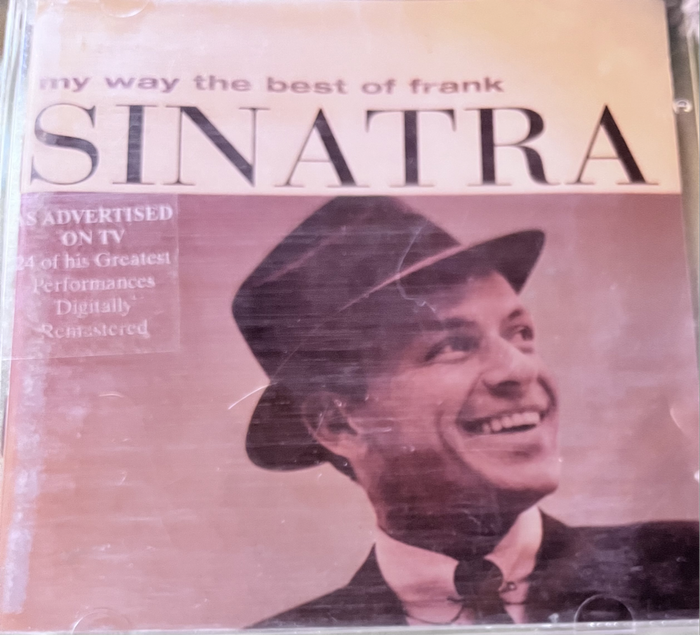 my way the best of frank
SINATRA
AS ADVERTISED
ON TV
24 of his Greatest
Performances
Digitally
Remastered